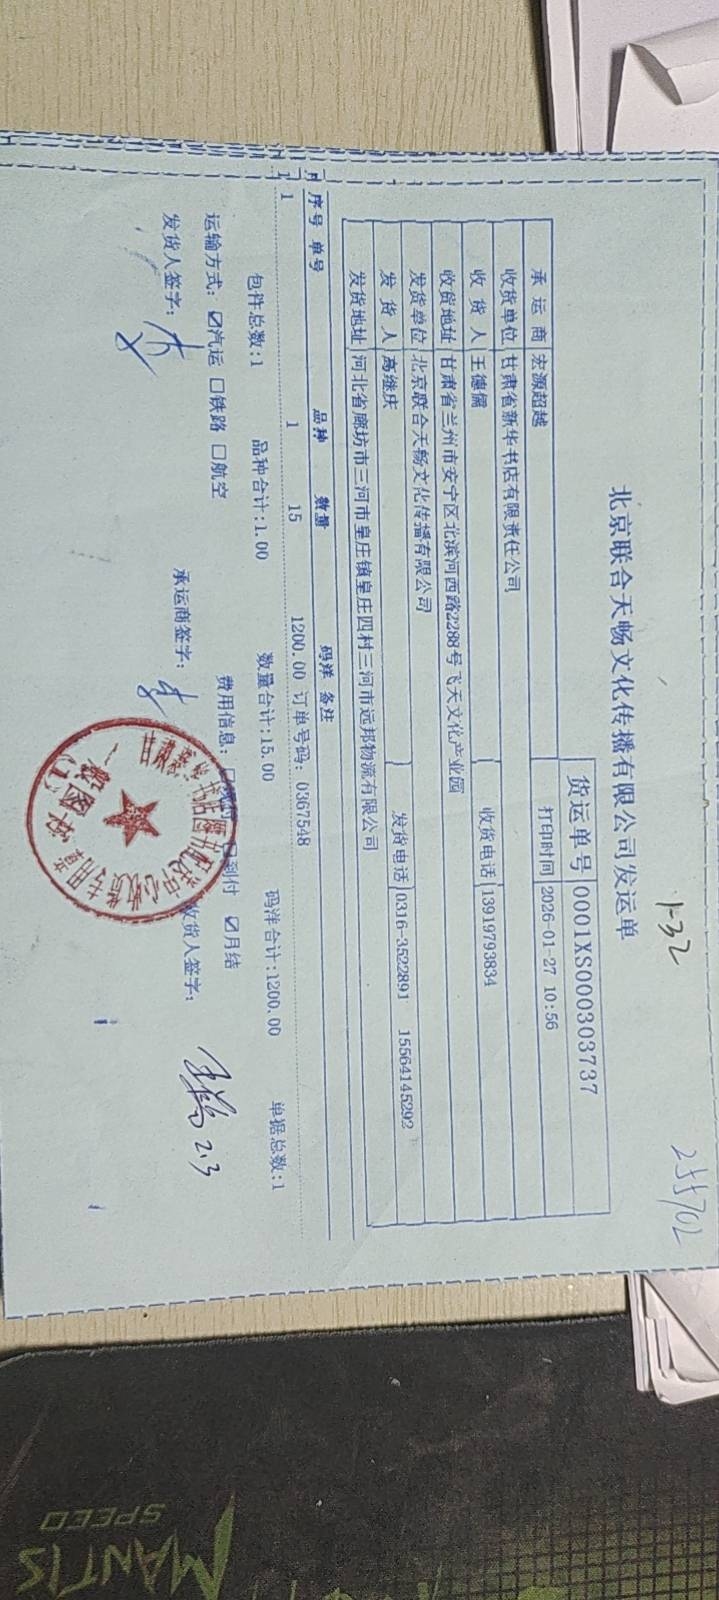 1-32
255702
北京联合天畅文化传播有限公司发运单
货运单号 0001XS000303737
承运商 宏源超越 打印时间 2026-01-27 10:56
收货单位 甘肃省新华书店有限责任公司
收货人 王德儒 收货电话 13919793834
收货地址 甘肃省兰州市安宁区北滨河西路2288号飞天文化产业园
发货单位 北京联合天畅文化传播有限公司
发货人 高继庆 发货电话 0316-3522891 15564145292
发货地址 河北省廊坊市三河市皇庄镇皇庄四村三河市远邦物流有限公司
序号 单号 品种 数量 码洋 备注
1 1 15 1200.00 订单号码: 0367548
包件总数:1 品种合计:1.00 数量合计:15.00 码洋合计:1200.00 单据总数:1
运输方式: ☑汽运 □铁路 □航空 费用信息: □到付 ☑月结
发货人签字: 承运商签字: 收货人签字: 2.3
MANTIS
SPEED